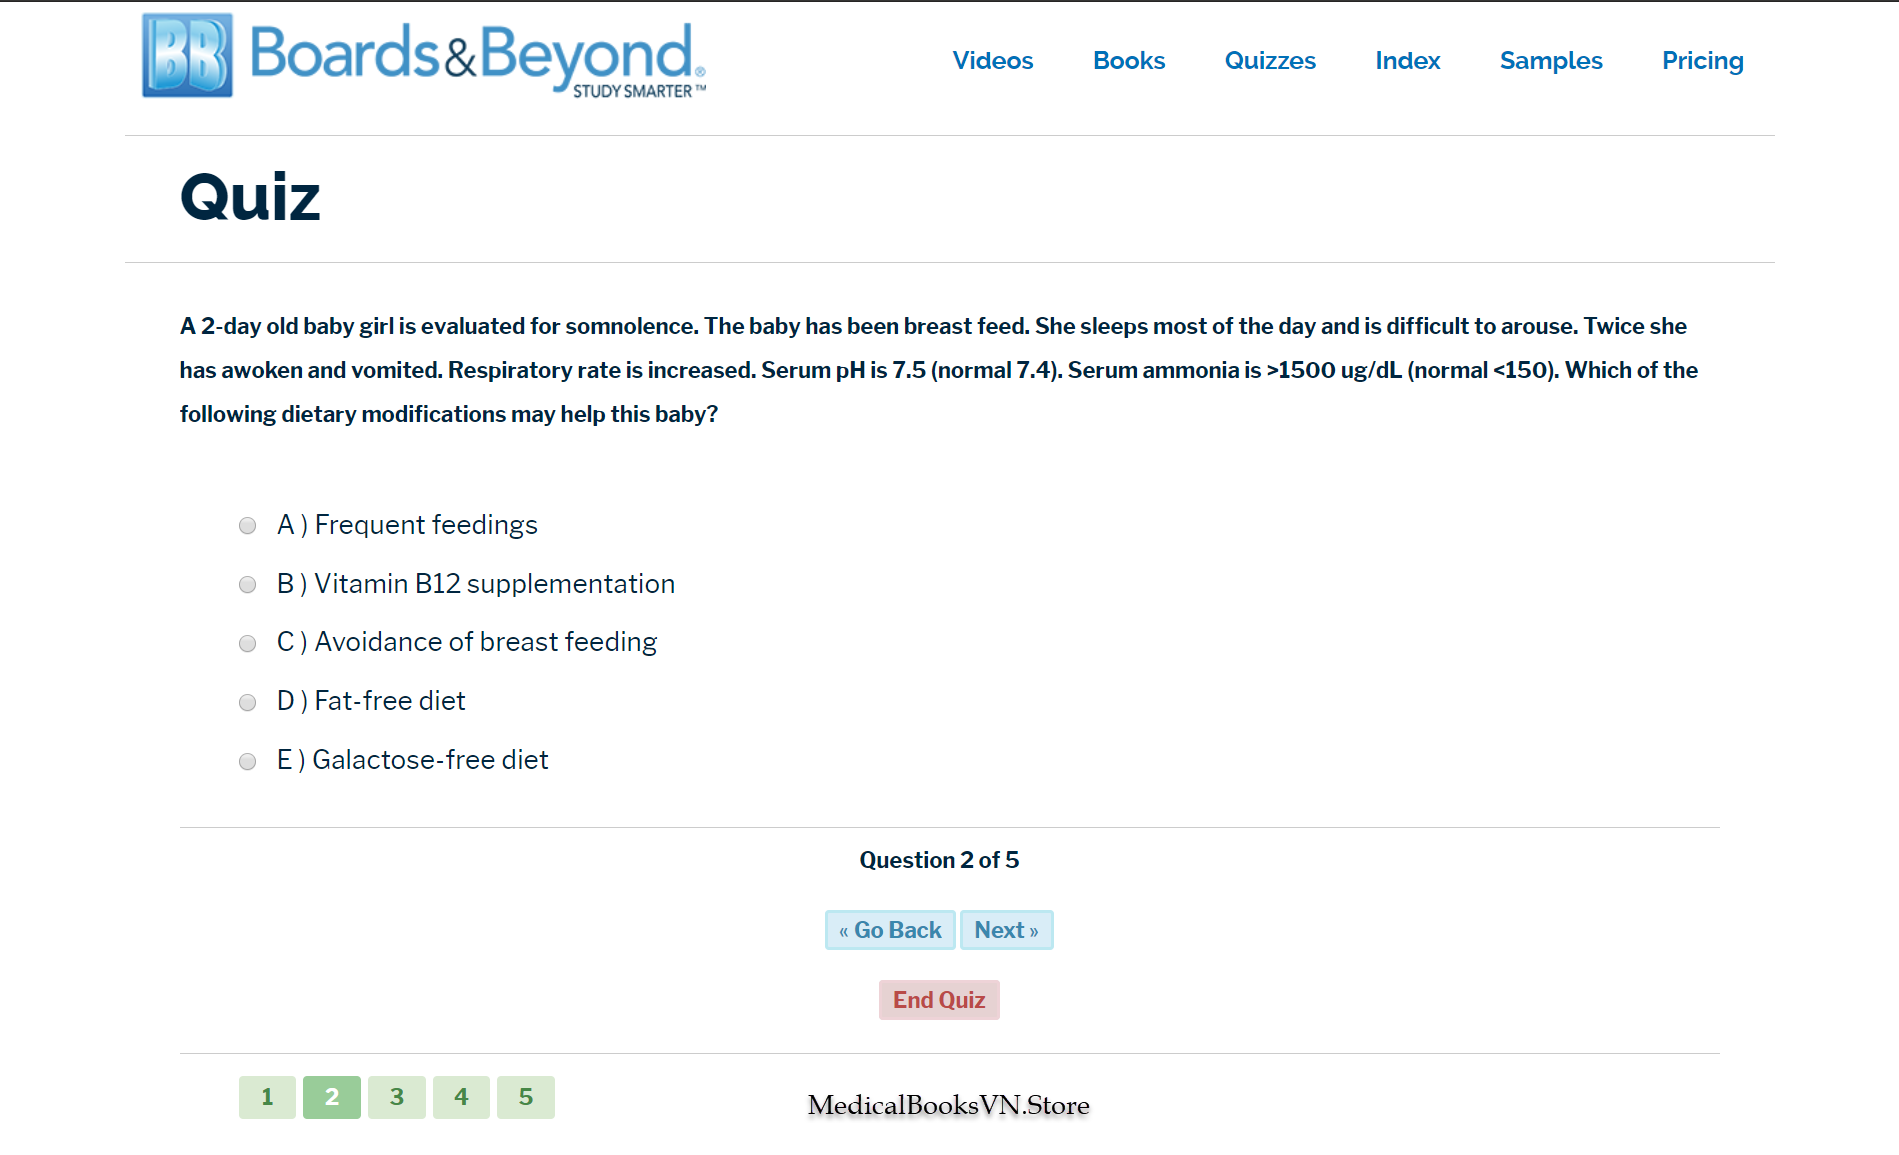 BB Boards&Beyond®
STUDY SMARTER™
Videos Books Quizzes Index Samples Pricing
Quiz
A 2-day old baby girl is evaluated for somnolence. The baby has been breast feed. She sleeps most of the day and is difficult to arouse. Twice she
has awoken and vomited. Respiratory rate is increased. Serum pH is 7.5 (normal 7.4). Serum ammonia is >1500 ug/dL (normal <150). Which of the
following dietary modifications may help this baby?
A ) Frequent feedings
B ) Vitamin B12 supplementation
C ) Avoidance of breast feeding
D ) Fat-free diet
E ) Galactose-free diet
Question 2 of 5
« Go Back Next »
End Quiz
1 2 3 4 5
MedicalBooksVN.Store